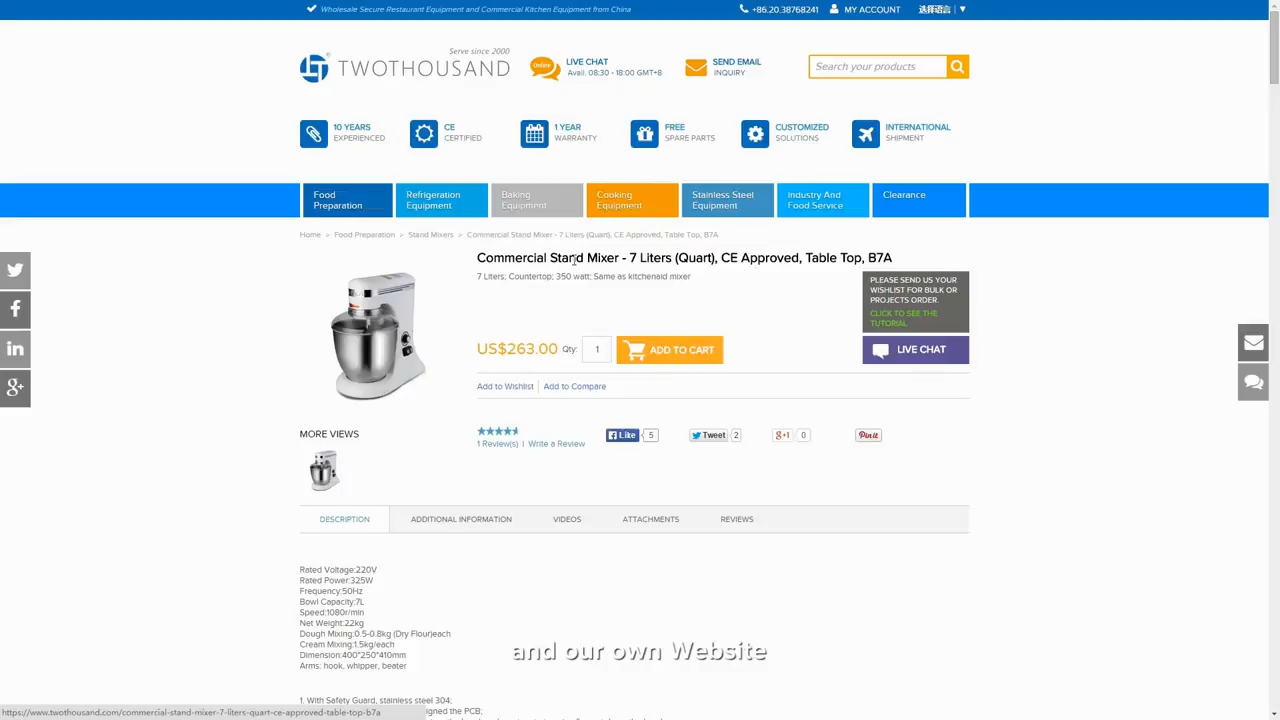 Wholesale Secure Restaurant Equipment and Commercial Kitchen Equipment from China
+86.20.38768241
MY ACCOUNT
选择语言
Serve since 2000
TWOTHOUSAND
Online
LIVE CHAT
Avail. 08:30 - 18:00 GMT+8
SEND EMAIL
INQUIRY
Search your products
10 YEARS
EXPERIENCED
CE
CERTIFIED
1 YEAR
WARRANTY
FREE
SPARE PARTS
CUSTOMIZED
SOLUTIONS
INTERNATIONAL
SHIPMENT
Food
Preparation
Refrigeration
Equipment
Baking
Equipment
Cooking
Equipment
Stainless Steel
Equipment
Industry And
Food Service
Clearance
Home > Food Preparation > Stand Mixers > Commercial Stand Mixer - 7 Liters (Quart), CE Approved, Table Top, B7A
Commercial Stand Mixer - 7 Liters (Quart), CE Approved, Table Top, B7A
7 Liters; Countertop; 350 watt; Same as kitchenaid mixer
PLEASE SEND US YOUR
WISHLIST FOR BULK OR
PROJECTS ORDER.
CLICK TO SEE THE
TUTORIAL
US$263.00 Qty: 1 ADD TO CART
LIVE CHAT
Add to Wishlist | Add to Compare
MORE VIEWS
1 Review(s) | Write a Review
Like 5
Tweet 2
g+1 0
Pinit
DESCRIPTION
ADDITIONAL INFORMATION
VIDEOS
ATTACHMENTS
REVIEWS
Rated Voltage:220V
Rated Power:325W
Frequency:50Hz
Bowl Capacity:7L
Speed:1080r/min
Net Weight:22kg
Dough Mixing:0.5-0.8kg (Dry Flour)each
Cream Mixing:1.5kg/each
Dimension:400*250*410mm
Arms: hook, whipper, beater
and our own Website
1. With Safety Guard, stainless steel 304;
igned the PCB;
https://www.twothousand.com/commercial-stand-mixer-7-liters-quart-ce-approved-table-top-b7a